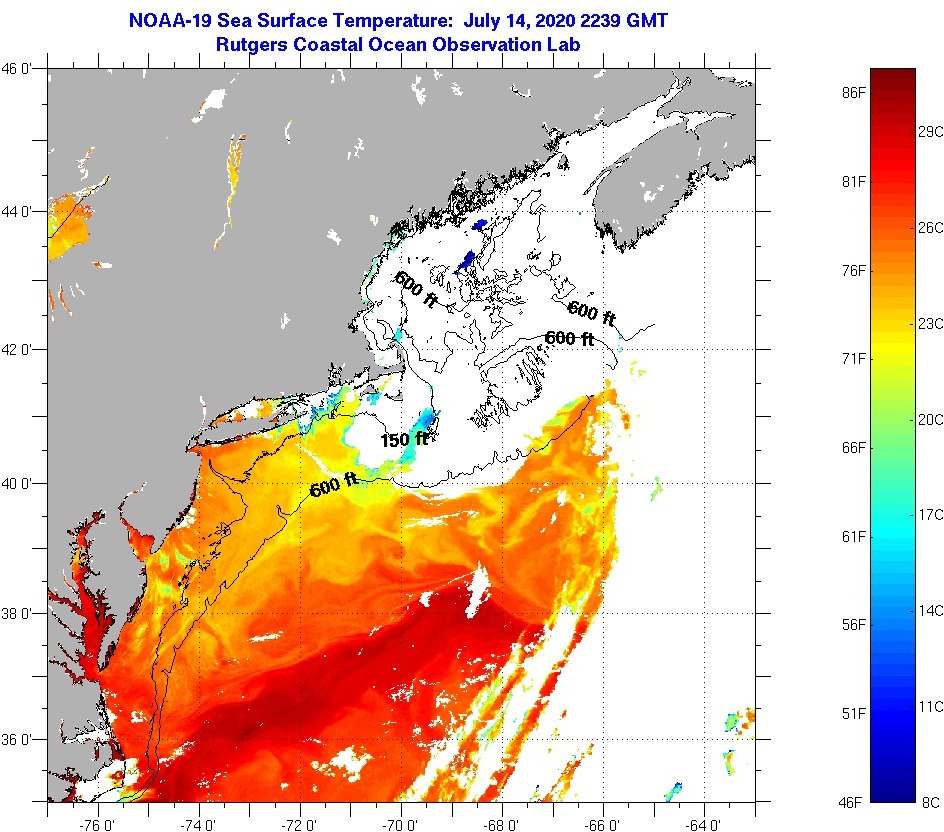 NOAA-19 Sea Surface Temperature: July 14, 2020 2239 GMT
Rutgers Coastal Ocean Observation Lab
46 0'
44 0'
42 0'
40 0'
38 0'
36 0'
600 ft
600 ft
600 ft
150 ft
600 ft
-76 0'
-74 0'
-72 0'
-70 0'
-68 0'
-66 0'
-64 0'
86F
81F
76F
71F
66F
61F
56F
51F
46F
29C
26C
23C
20C
17C
14C
11C
8C